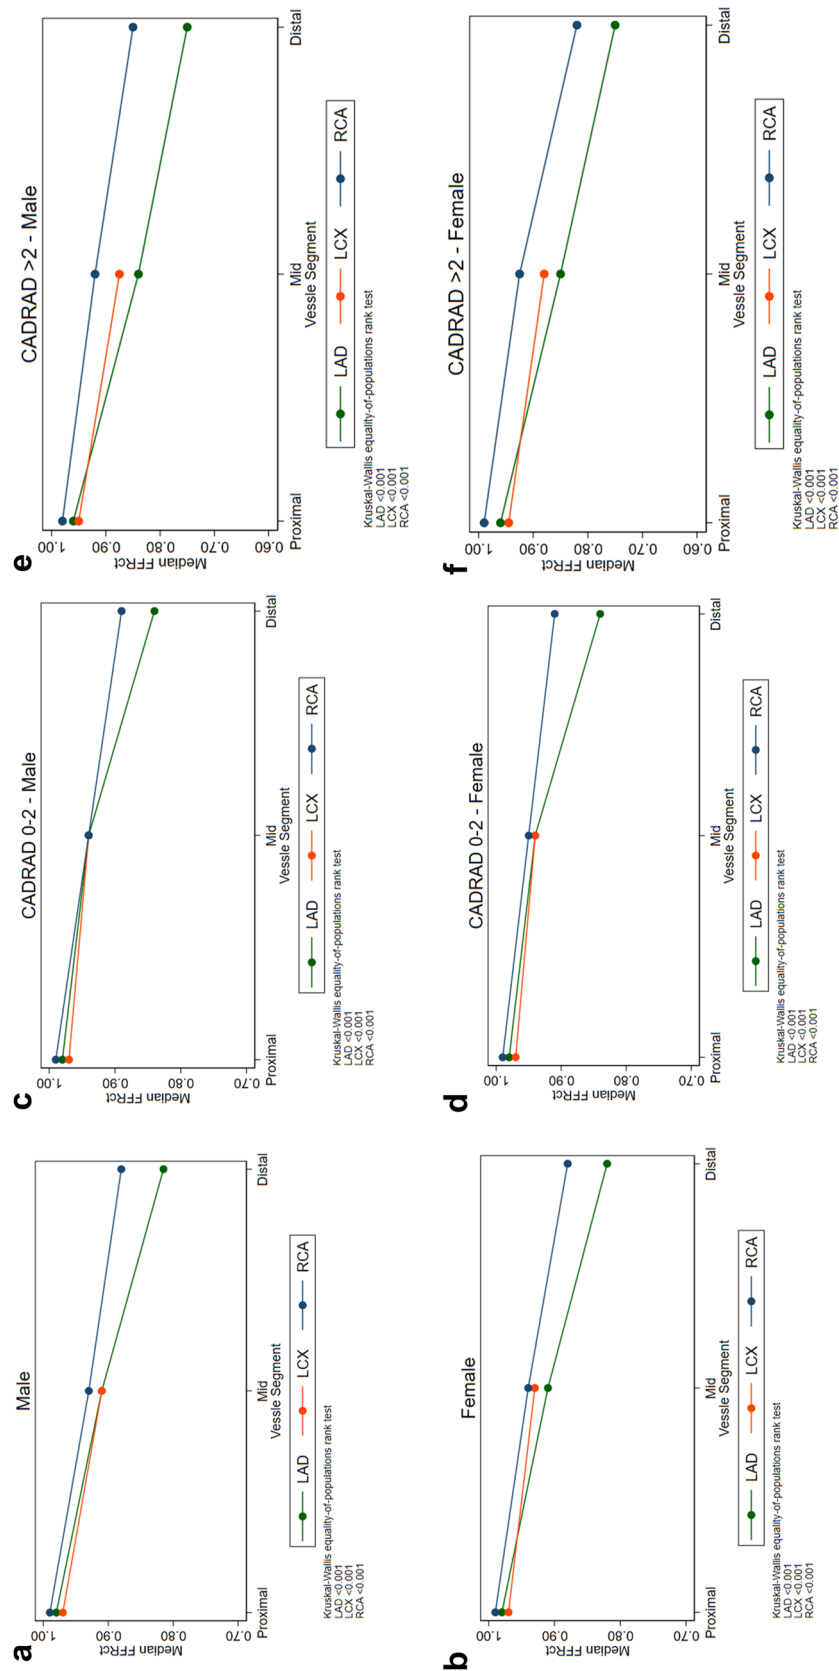 a
Male
Median FFRct
1.00
0.90
0.80
0.70
Proximal
Mid
Distal
Vessle Segment
LAD LCX RCA
Kruskal-Wallis equality-of-populations rank test
LAD <0.001
LCX <0.001
RCA <0.001
c
CADRAD 0-2 - Male
Median FFRct
1.00
0.90
0.80
0.70
Proximal
Mid
Distal
Vessle Segment
LAD LCX RCA
Kruskal-Wallis equality-of-populations rank test
LAD <0.001
LCX <0.001
RCA <0.001
e
CADRAD >2 - Male
Median FFRct
1.00
0.90
0.80
0.70
0.60
Proximal
Mid
Distal
Vessle Segment
LAD LCX RCA
Kruskal-Wallis equality-of-populations rank test
LAD <0.001
LCX <0.001
RCA <0.001
b
Female
Median FFRct
1.00
0.90
0.80
0.70
Proximal
Mid
Distal
Vessle Segment
LAD LCX RCA
Kruskal-Wallis equality-of-populations rank test
LAD <0.001
LCX <0.001
RCA <0.001
d
CADRAD 0-2 - Female
Median FFRct
1.00
0.90
0.80
0.70
Proximal
Mid
Distal
Vessle Segment
LAD LCX RCA
Kruskal-Wallis equality-of-populations rank test
LAD <0.001
LCX <0.001
RCA <0.001
f
CADRAD >2 - Female
Median FFRct
1.00
0.90
0.80
0.70
0.60
Proximal
Mid
Distal
Vessle Segment
LAD LCX RCA
Kruskal-Wallis equality-of-populations rank test
LAD <0.001
LCX <0.001
RCA <0.001